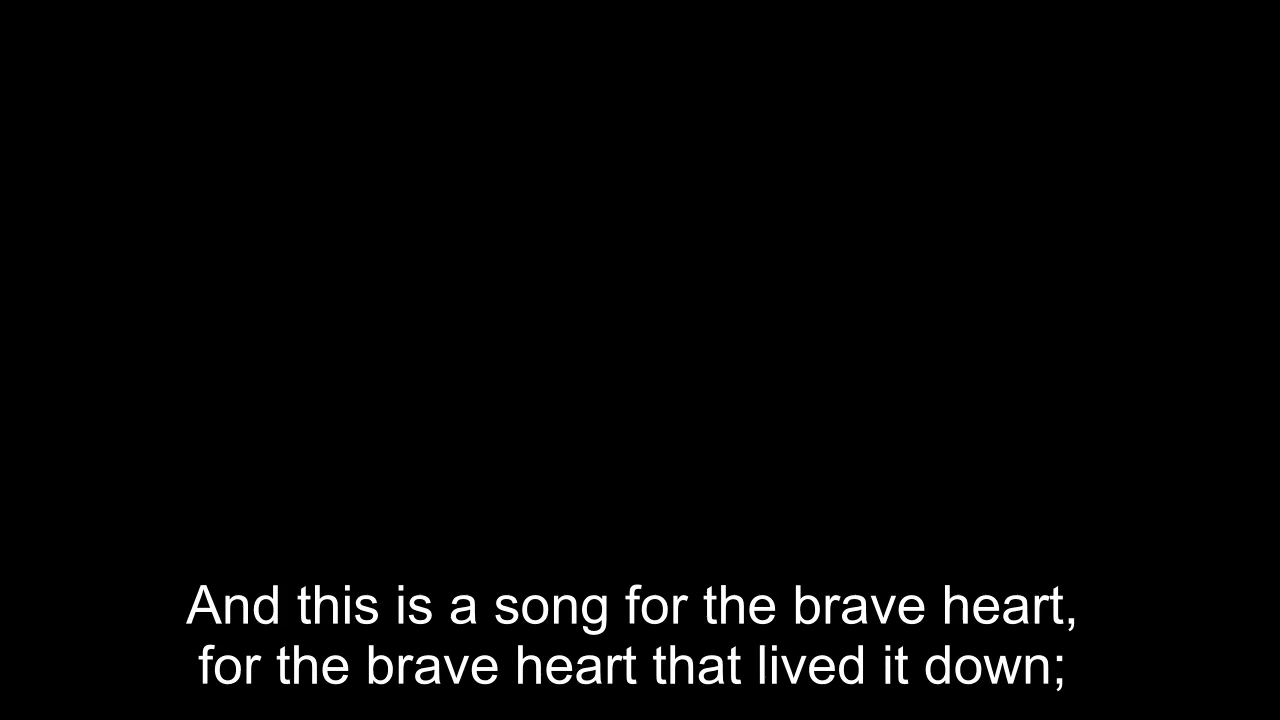 And this is a song for the brave heart,
for the brave heart that lived it down;